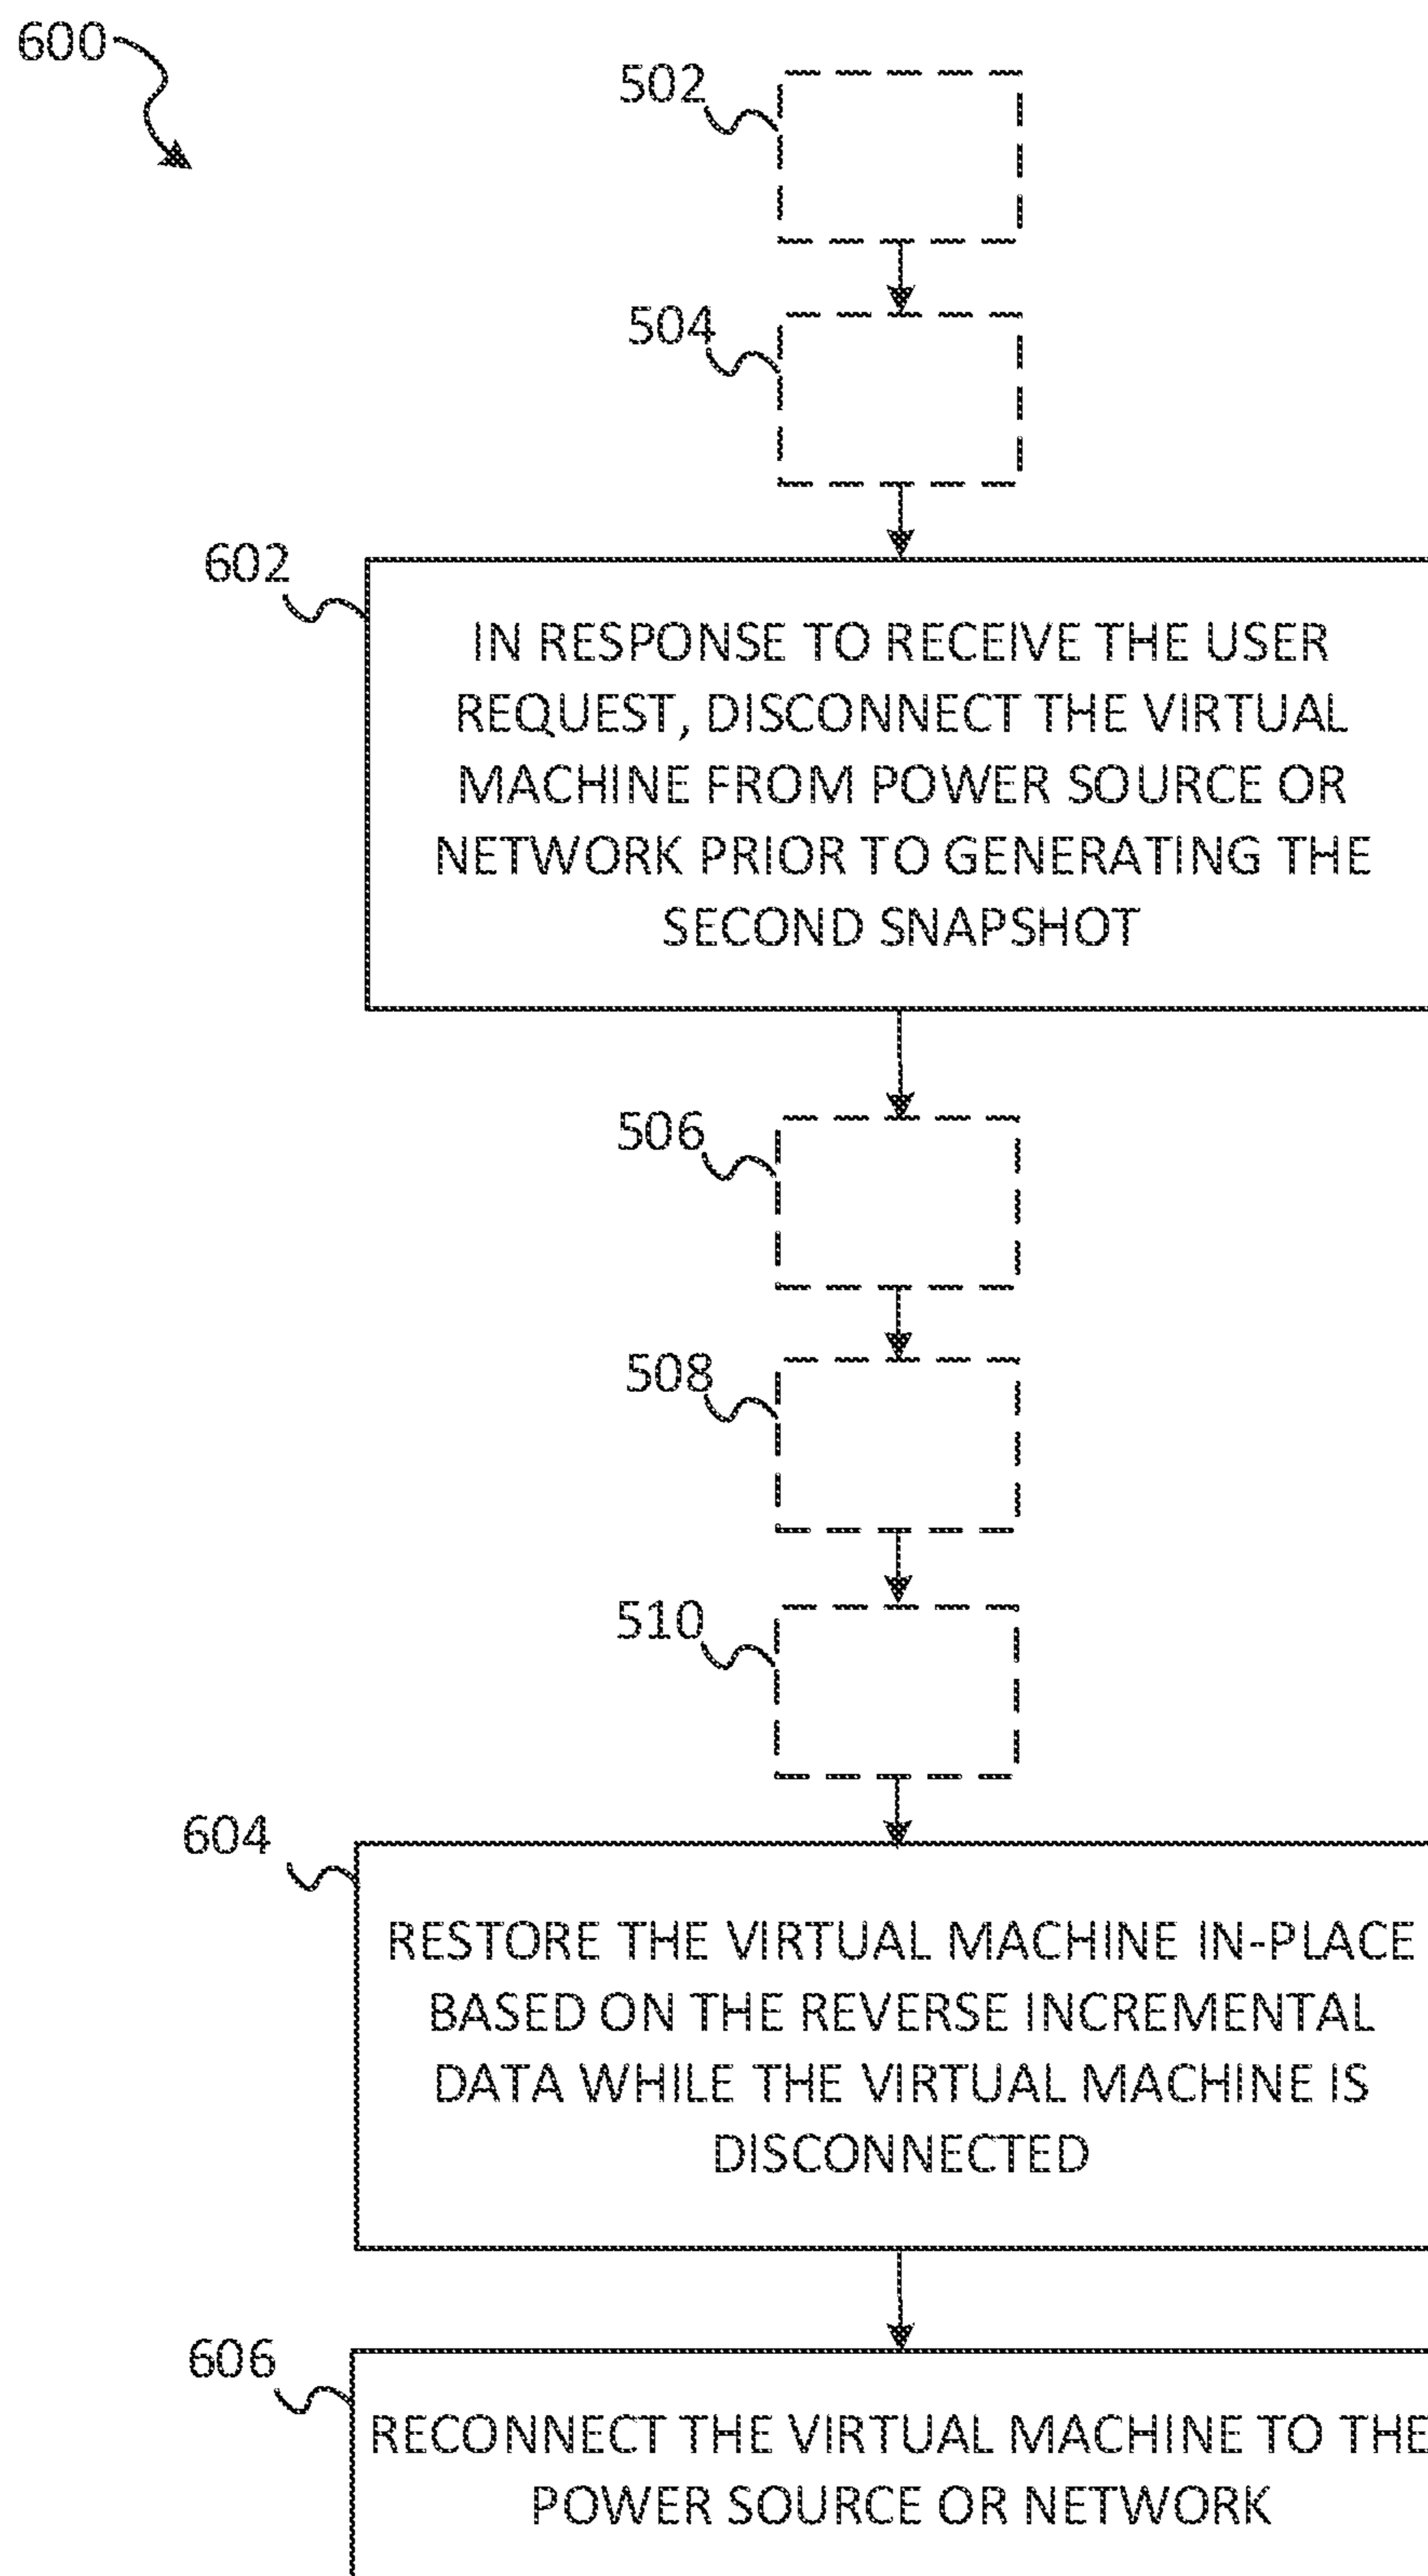 600
502
504
602
IN RESPONSE TO RECEIVE THE USER
REQUEST, DISCONNECT THE VIRTUAL
MACHINE FROM POWER SOURCE OR
NETWORK PRIOR TO GENERATING THE
SECOND SNAPSHOT
506
508
510
604
RESTORE THE VIRTUAL MACHINE IN-PLACE
BASED ON THE REVERSE INCREMENTAL
DATA WHILE THE VIRTUAL MACHINE IS
DISCONNECTED
606
RECONNECT THE VIRTUAL MACHINE TO THE
POWER SOURCE OR NETWORK